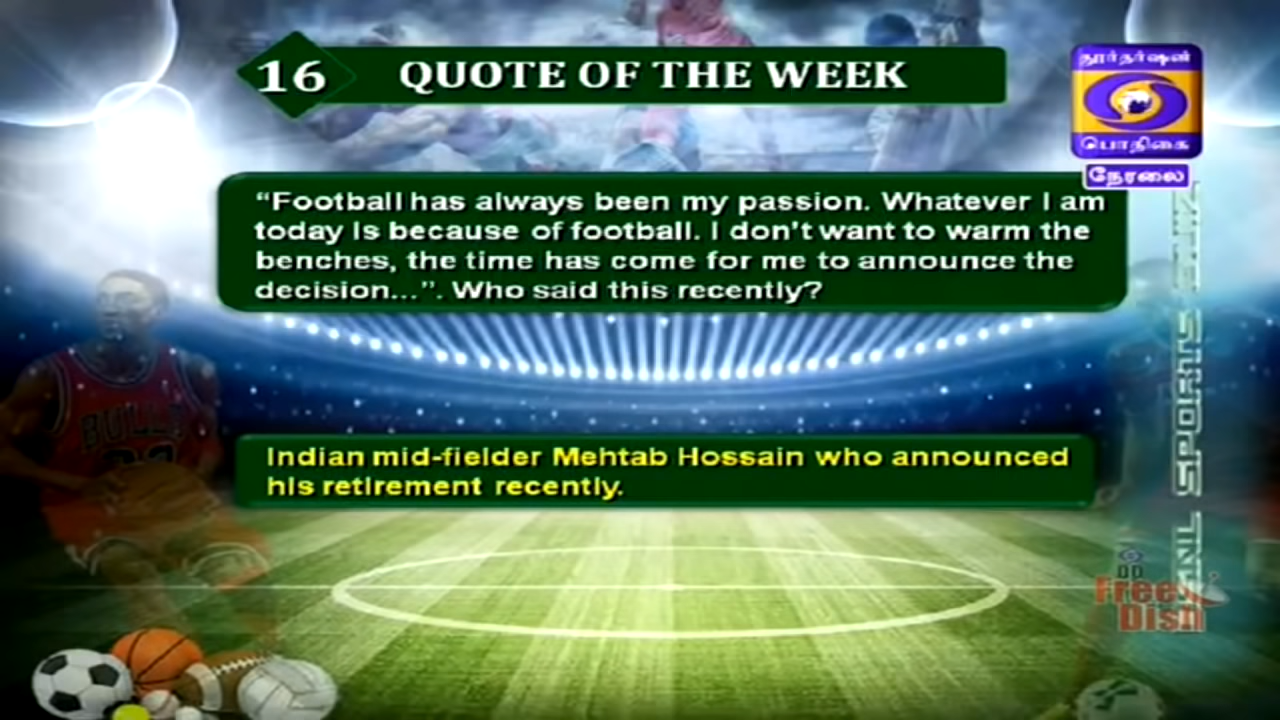 16 QUOTE OF THE WEEK
தூர்தர்ஷன்
பொதிகை
நேரலை
“Football has always been my passion. Whatever I am
today is because of football. I don’t want to warm the
benches, the time has come for me to announce the
decision...”. Who said this recently?
BULLS
Indian mid-fielder Mehtab Hossain who announced
his retirement recently.
SPORTS
DD
Free
Dish